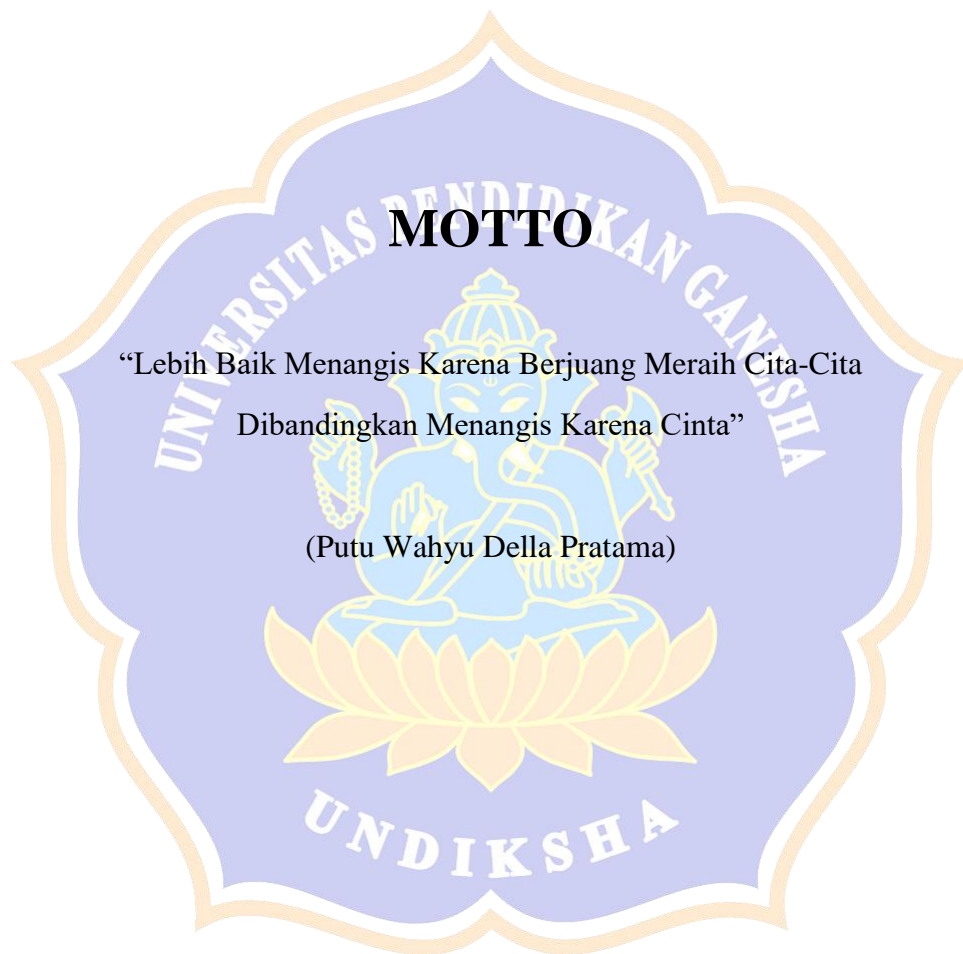 UNIVERSITAS PENDIDIKAN GANESHA
MOTTO
“Lebih Baik Menangis Karena Berjuang Meraih Cita-Cita
Dibandingkan Menangis Karena Cinta”
(Putu Wahyu Della Pratama)
UNDIKSHA